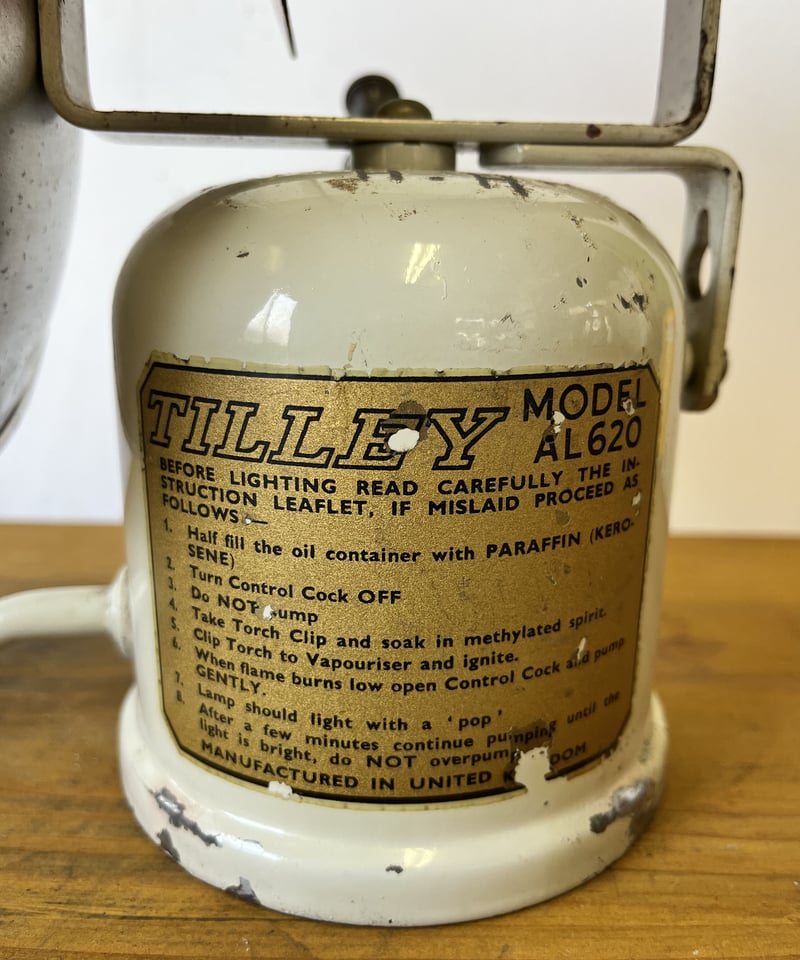 TILLEY MODEL
AL620
BEFORE LIGHTING READ CAREFULLY THE IN-
STRUCTION LEAFLET, IF MISLAID PROCEED AS
FOLLOWS:—
1. Half fill the oil container with PARAFFIN (KERO-
SENE)
2. Turn Control Cock OFF
3. Do NOT pump
4. Take Torch Clip and soak in methylated spirit.
5. Clip Torch to Vapouriser and ignite.
6. When flame burns low open Control Cock and pump
GENTLY.
7. Lamp should light with a 'pop'
8. After a few minutes continue pumping until the
light is bright, do NOT overpump
MANUFACTURED IN UNITED KINGDOM